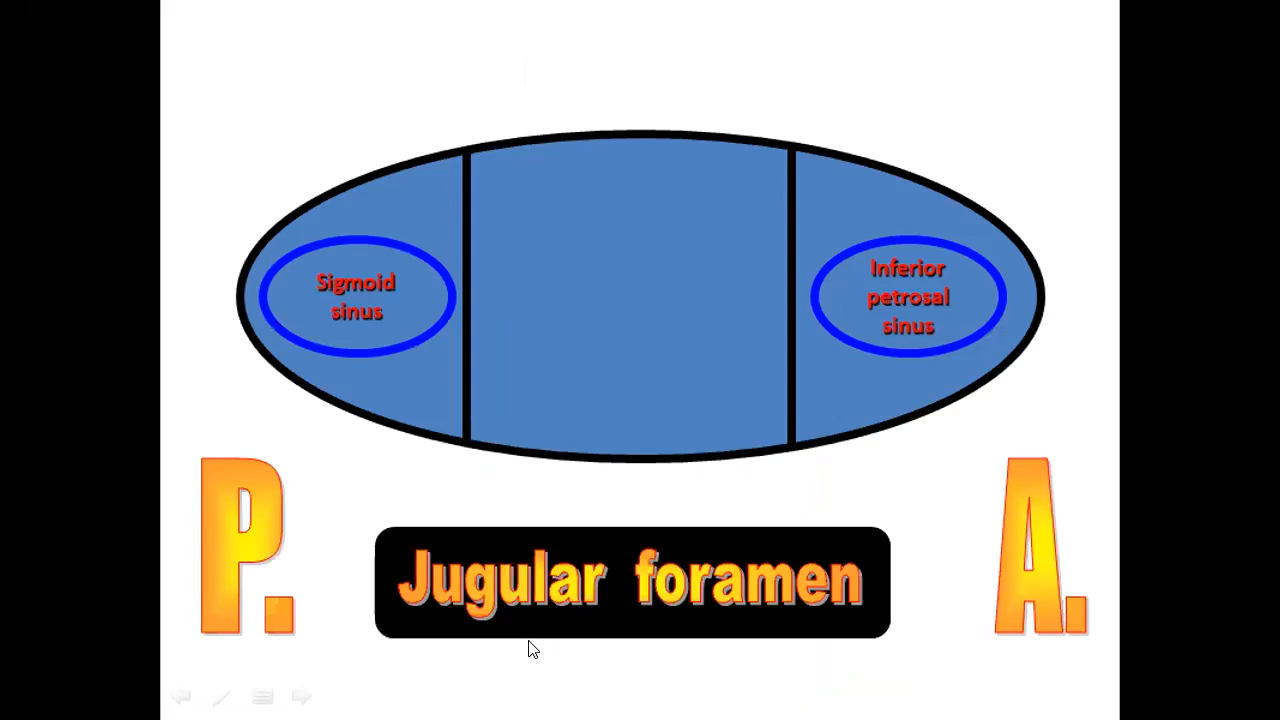 Sigmoid
sinus
Inferior
petrosal
sinus
P.
A.
Jugular foramen